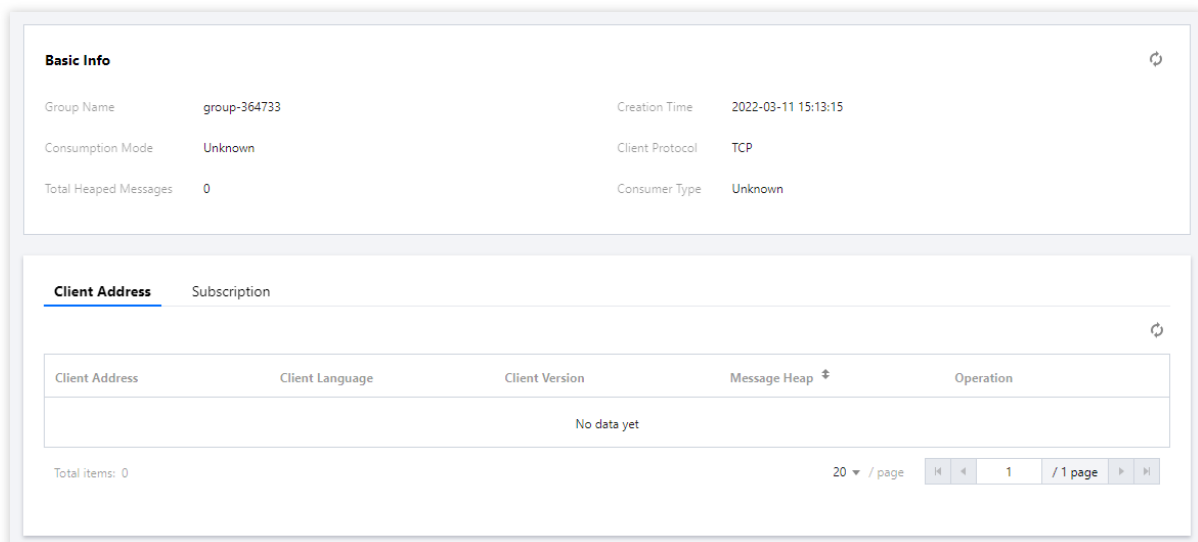 Basic Info
Group Name group-364733 Creation Time 2022-03-11 15:13:15
Consumption Mode Unknown Client Protocol TCP
Total Heaped Messages 0 Consumer Type Unknown
Client Address Subscription
Client Address Client Language Client Version Message Heap Operation
No data yet
Total items: 0 20 / page 1 / 1 page